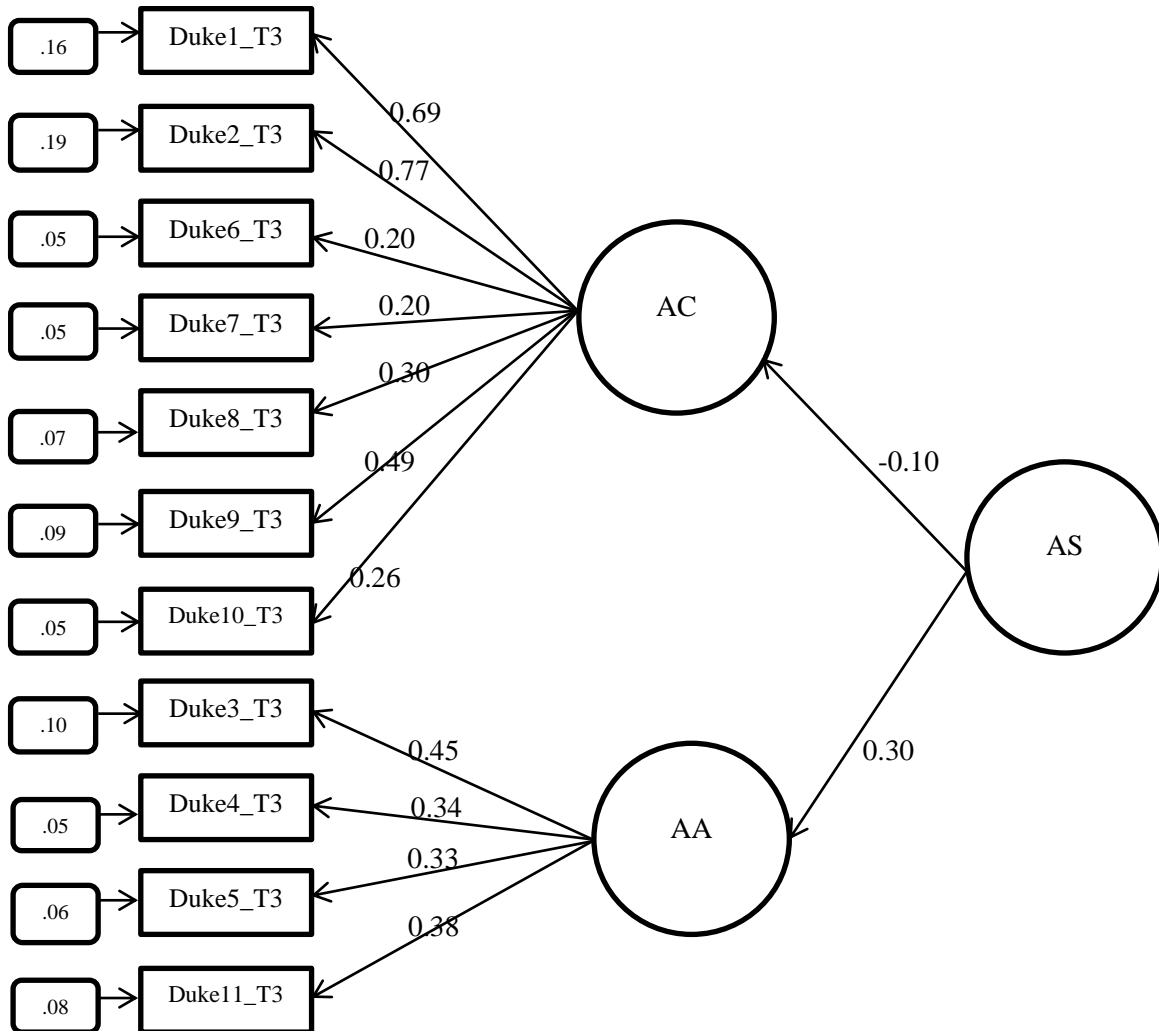 .16 Duke1_T3
0.69
.19 Duke2_T3
0.77
.05 Duke6_T3
0.20
AC
.05 Duke7_T3
0.20
.07 Duke8_T3
0.30
-0.10
.09 Duke9_T3
0.49
AS
.05 Duke10_T3
0.26
.10 Duke3_T3
0.45
0.30
.05 Duke4_T3
0.34
AA
.06 Duke5_T3
0.33
0.38
.08 Duke11_T3